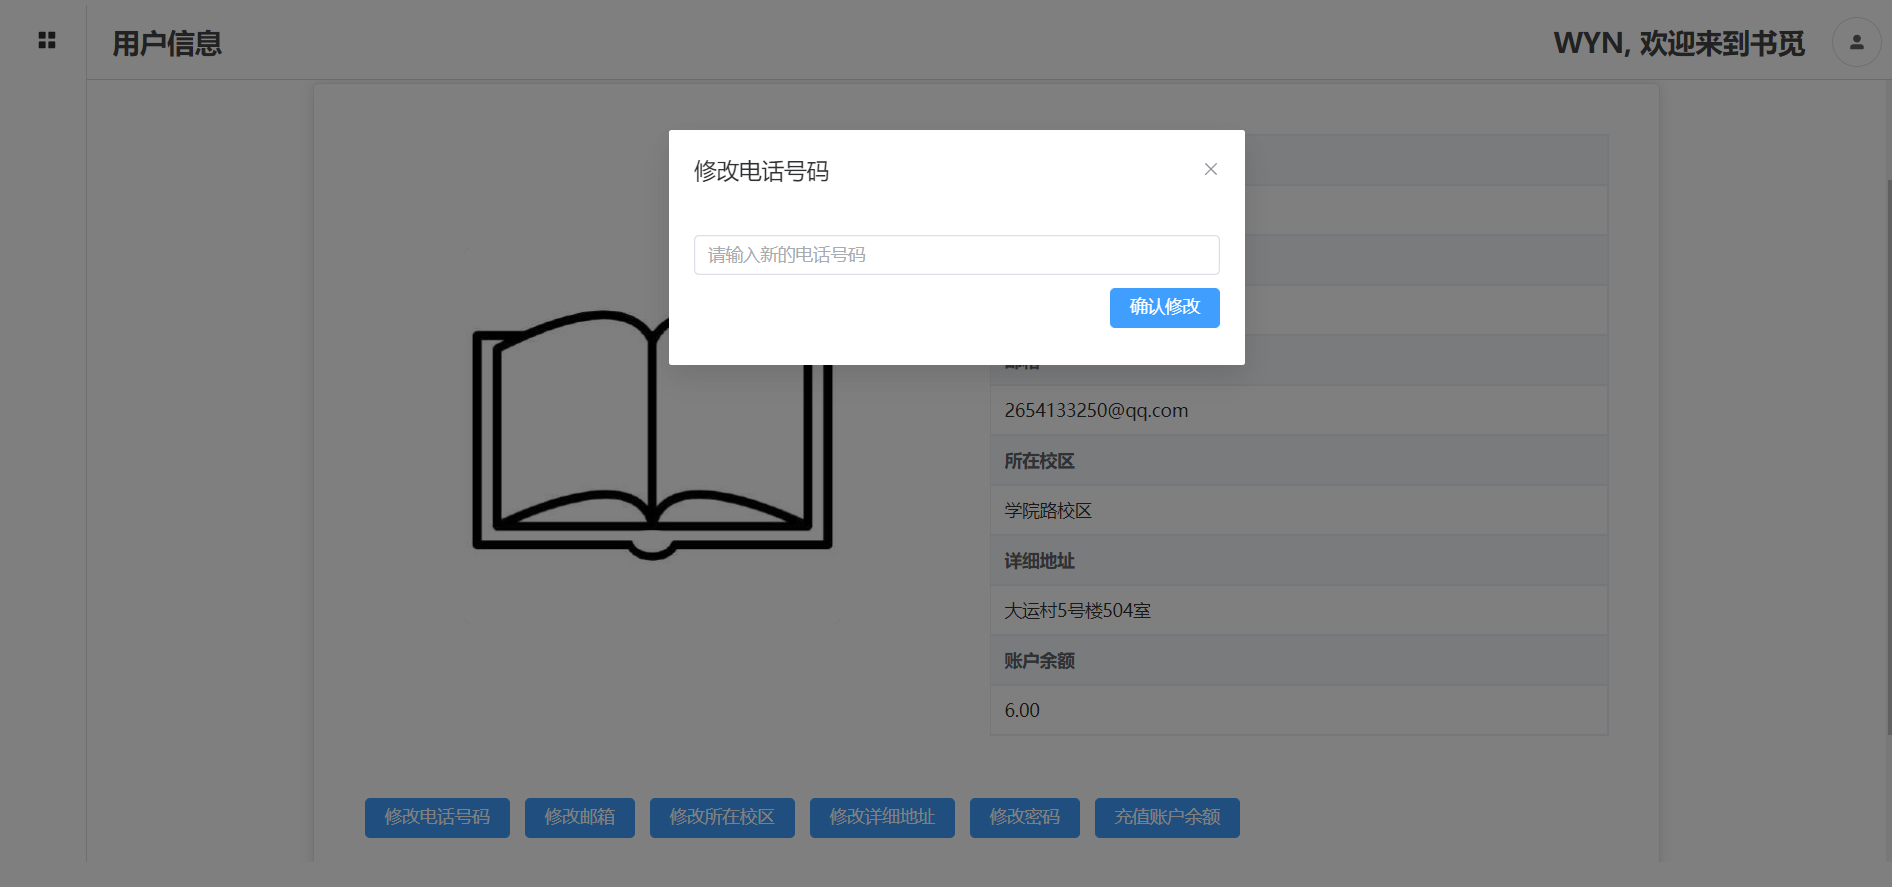 用户信息
WYN, 欢迎来到书觅
修改电话号码
请输入新的电话号码
确认修改
2654133250@qq.com
所在校区
学院路校区
详细地址
大运村5号楼504室
账户余额
6.00
修改电话号码
修改邮箱
修改所在校区
修改详细地址
修改密码
充值账户余额